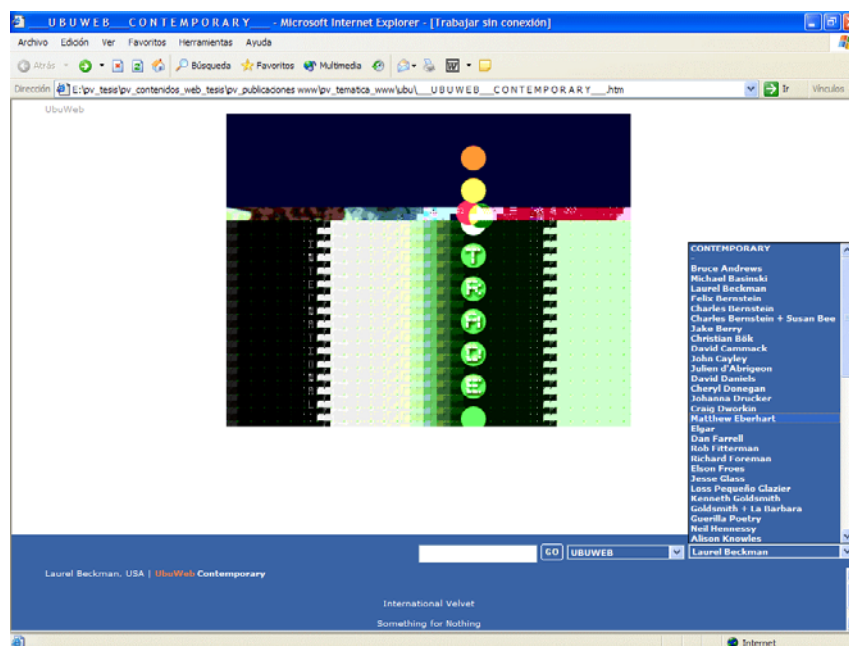 ___U B U W E B___C O N T E M P O R A R Y___ - Microsoft Internet Explorer - [Trabajar sin conexión]
Archivo Edición Ver Favoritos Herramientas Ayuda
Atrás Búsqueda Favoritos Multimedia
Dirección E:\pv_tesis\pv_contenidos_web_tesis\pv_publicaciones www\pv_tematica_www\ubu\___U B U W E B___C O N T E M P O R A R Y___.htm Ir Vínculos
UbuWeb
TRADE
CONTEMPORARY
-
Bruce Andrews
Michael Basinski
Laurel Beckman
Felix Bernstein
Charles Bernstein
Charles Bernstein + Susan Bee
Jake Berry
Christian Bök
David Cammack
John Cayley
Julien d'Abrigeon
David Daniels
Cheryl Donegan
Johanna Drucker
Craig Dworkin
Matthew Eberhart
Elgar
Dan Farrell
Rob Fitterman
Richard Foreman
Elson Froes
Jesse Glass
Loss Pequeño Glazier
Kenneth Goldsmith
Goldsmith + La Barbara
Guerilla Poetry
Neil Hennessy
Alison Knowles
GO UBUWEB Laurel Beckman
Laurel Beckman, USA | UbuWeb Contemporary
International Velvet
Something for Nothing
Internet